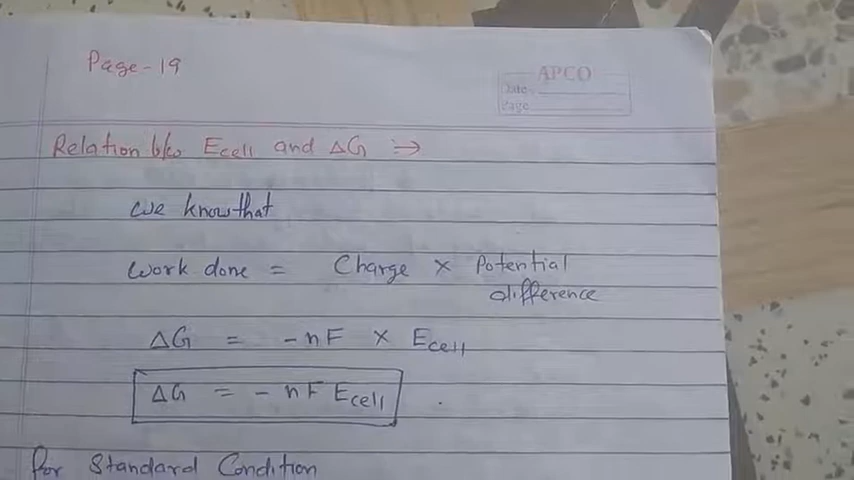 Page-19
APCO
Date
Page
Relation b/w Ecell and ΔG :→
we know that
work done = Charge × Potential
difference
ΔG = -nF × Ecell
ΔG = -nF Ecell .
for Standard Condition